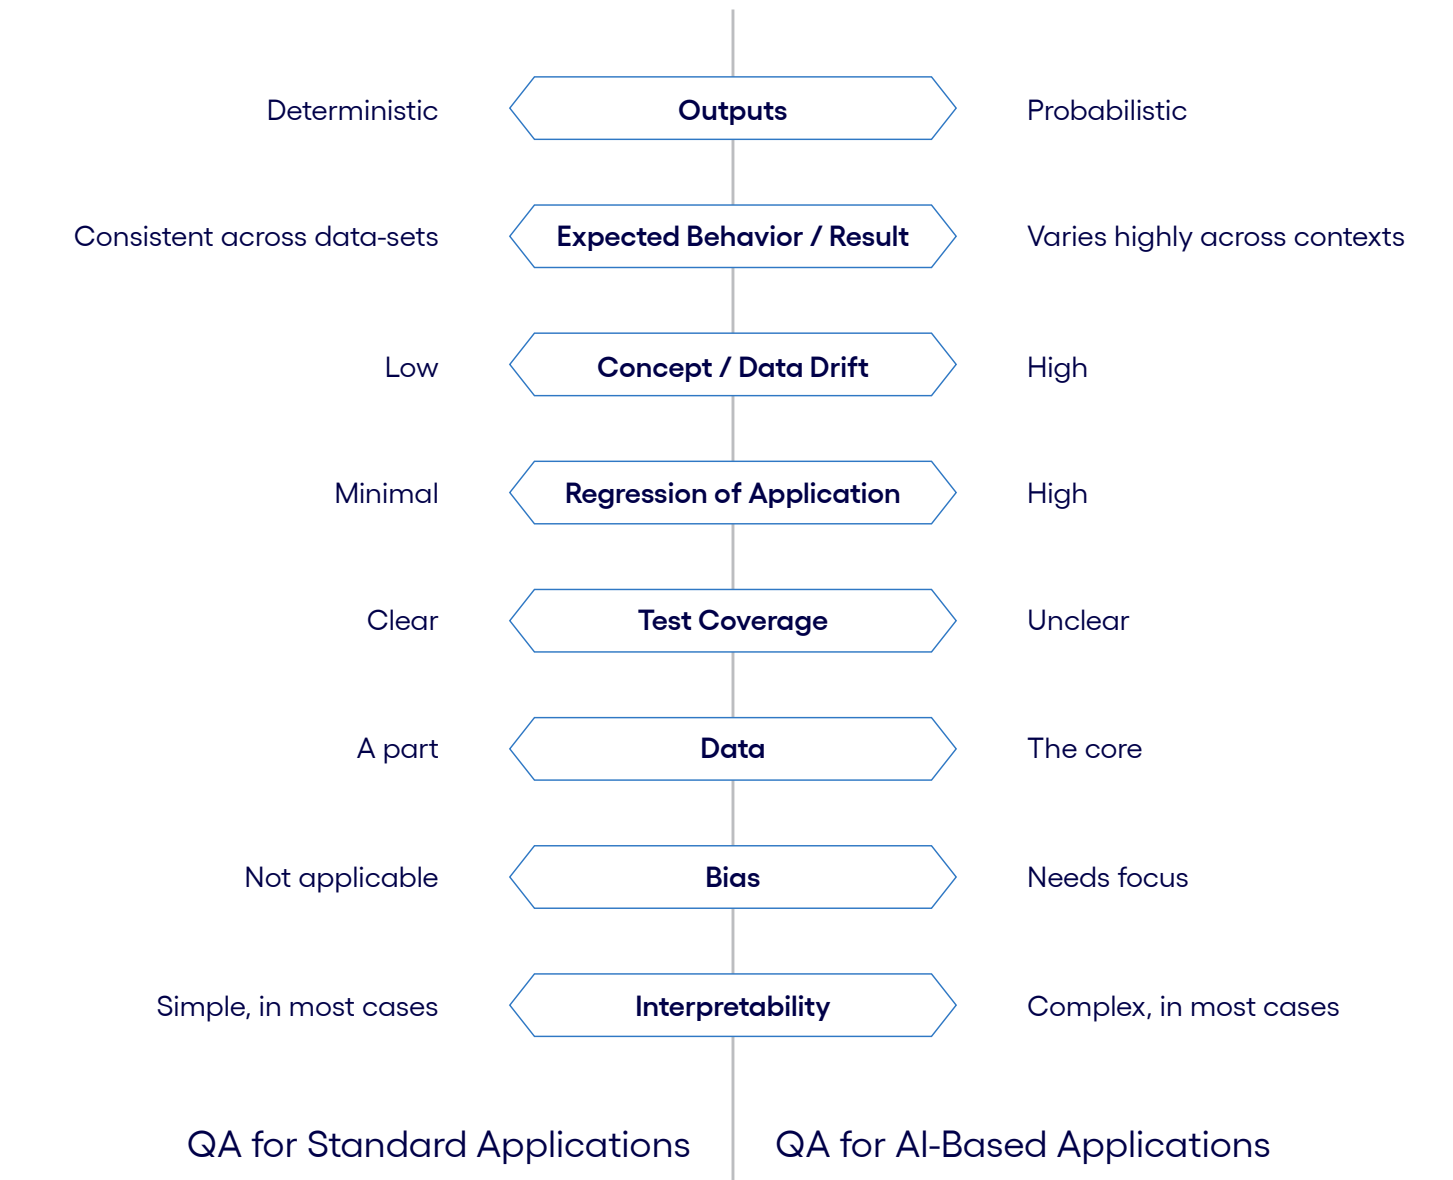 Deterministic
Outputs
Probabilistic
Consistent across data-sets
Expected Behavior / Result
Varies highly across contexts
Low
Concept / Data Drift
High
Minimal
Regression of Application
High
Clear
Test Coverage
Unclear
A part
Data
The core
Not applicable
Bias
Needs focus
Simple, in most cases
Interpretability
Complex, in most cases
QA for Standard Applications
QA for AI-Based Applications